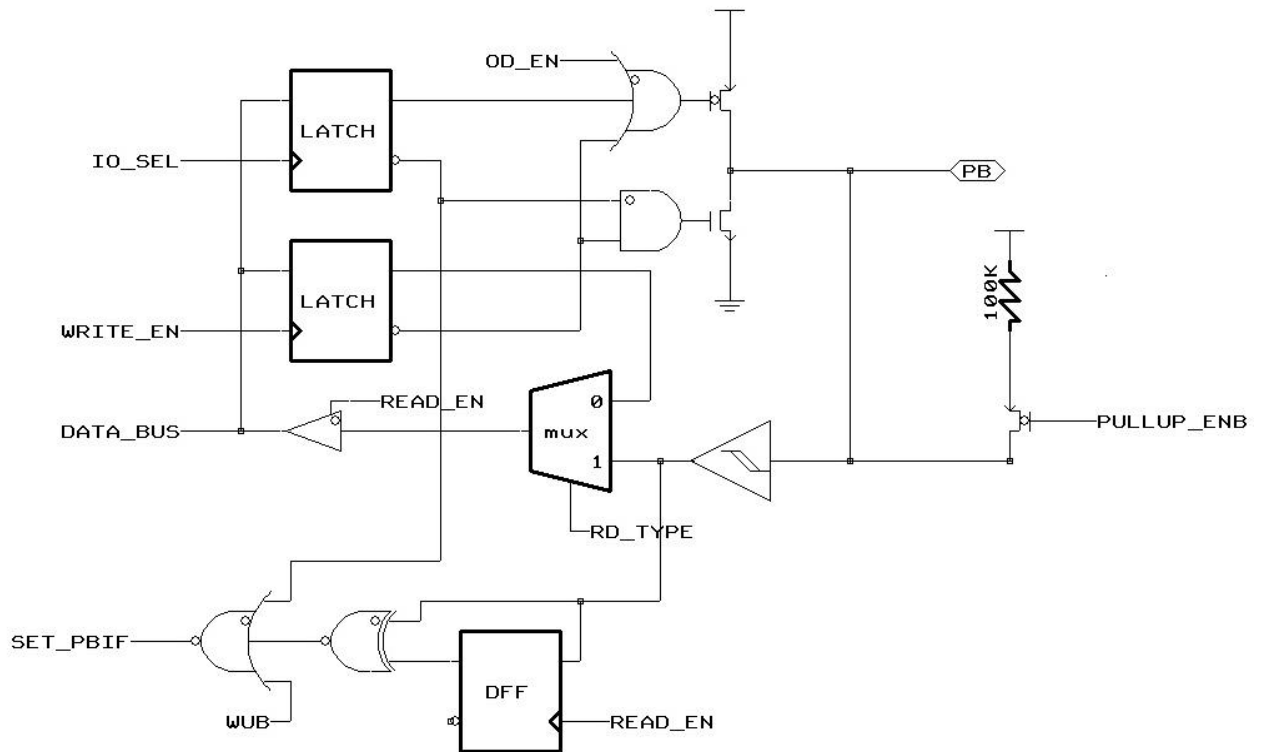 OD_EN
LATCH
IO_SEL
PB
LATCH
100K
WRITE_EN
READ_EN
0
DATA_BUS
mux
PULLUP_ENB
1
RD_TYPE
SET_PBIF
DFF
WUB
READ_EN